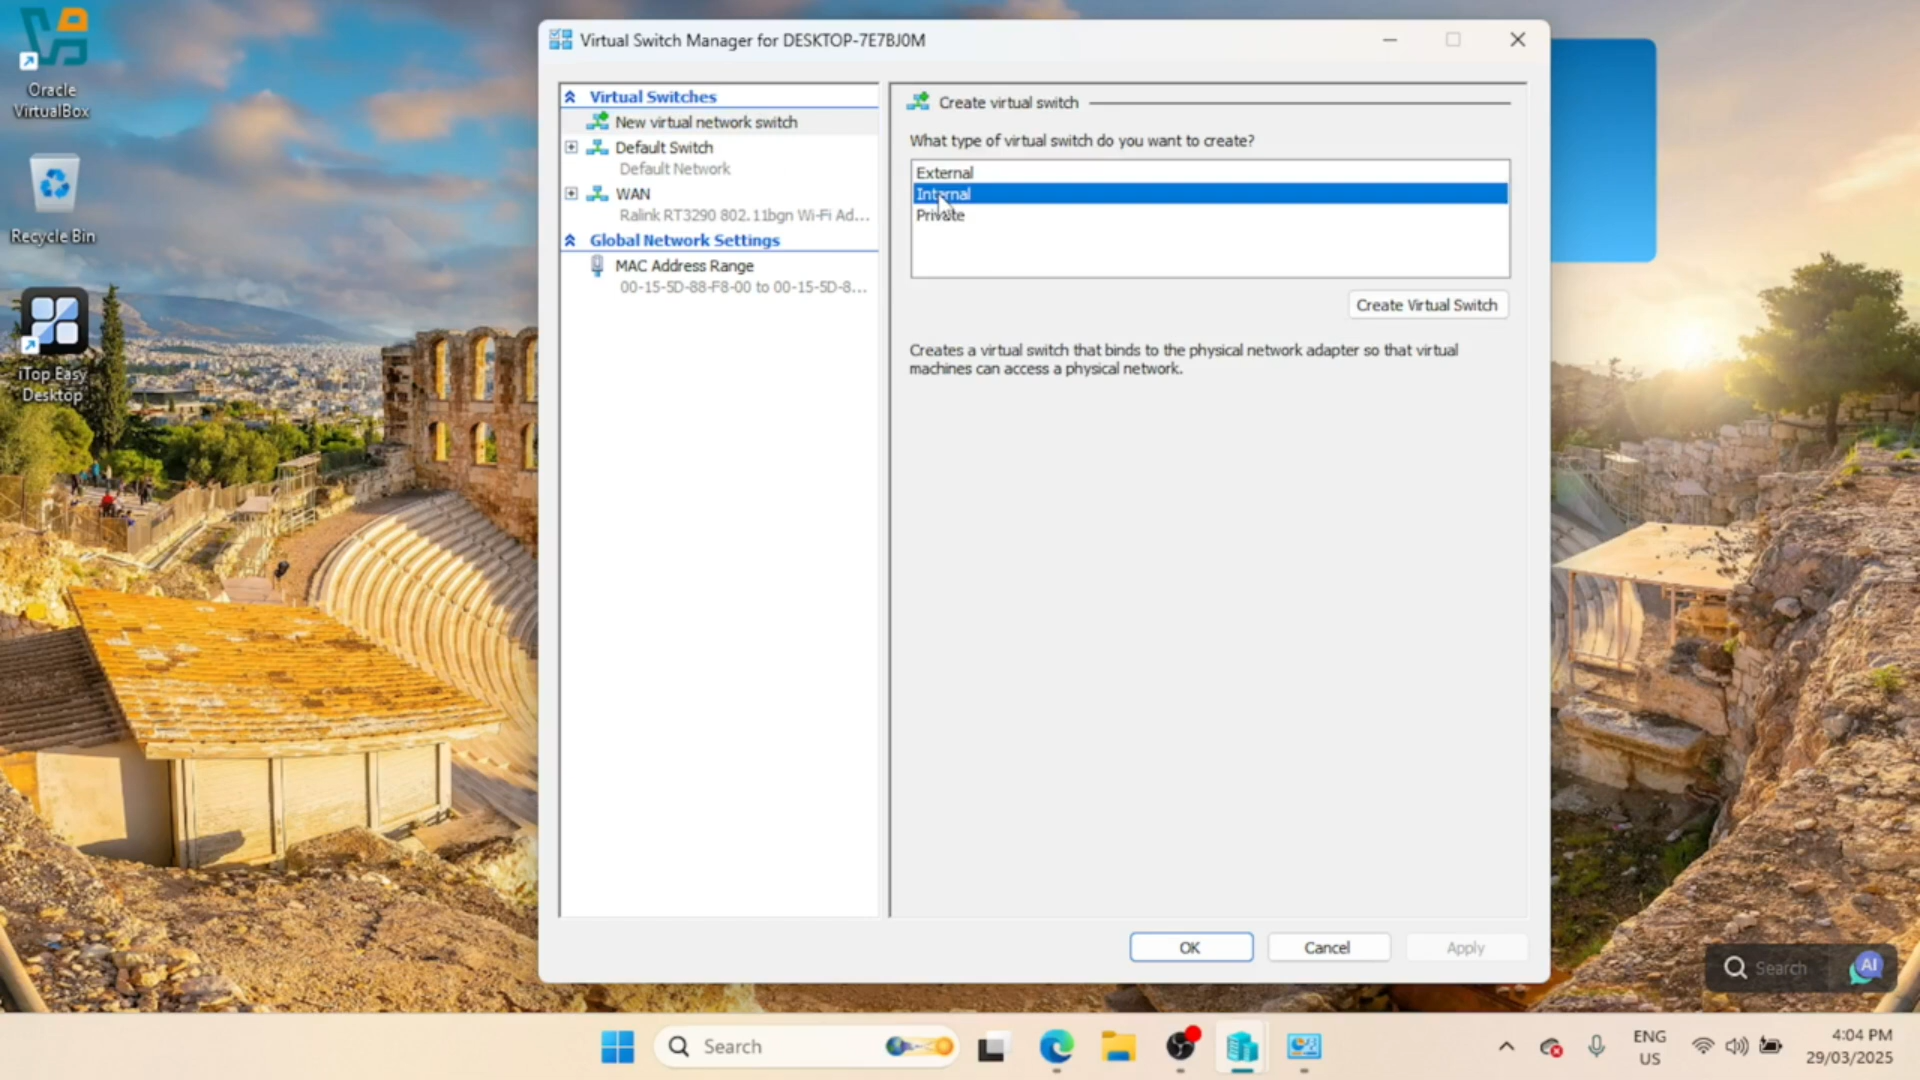 Oracle
VirtualBox
Recycle Bin
iTop Easy
Desktop
Virtual Switch Manager for DESKTOP-7E7BJ0M
Virtual Switches
New virtual network switch
Default Switch
Default Network
WAN
Ralink RT3290 802.11bgn Wi-Fi Ad...
Global Network Settings
MAC Address Range
00-15-5D-88-F8-00 to 00-15-5D-8...
Create virtual switch
What type of virtual switch do you want to create?
External
Internal
Private
Create Virtual Switch
Creates a virtual switch that binds to the physical network adapter so that virtual
machines can access a physical network.
OK
Cancel
Apply
Search
AI
Search
ENG
US
4:04 PM
29/03/2025